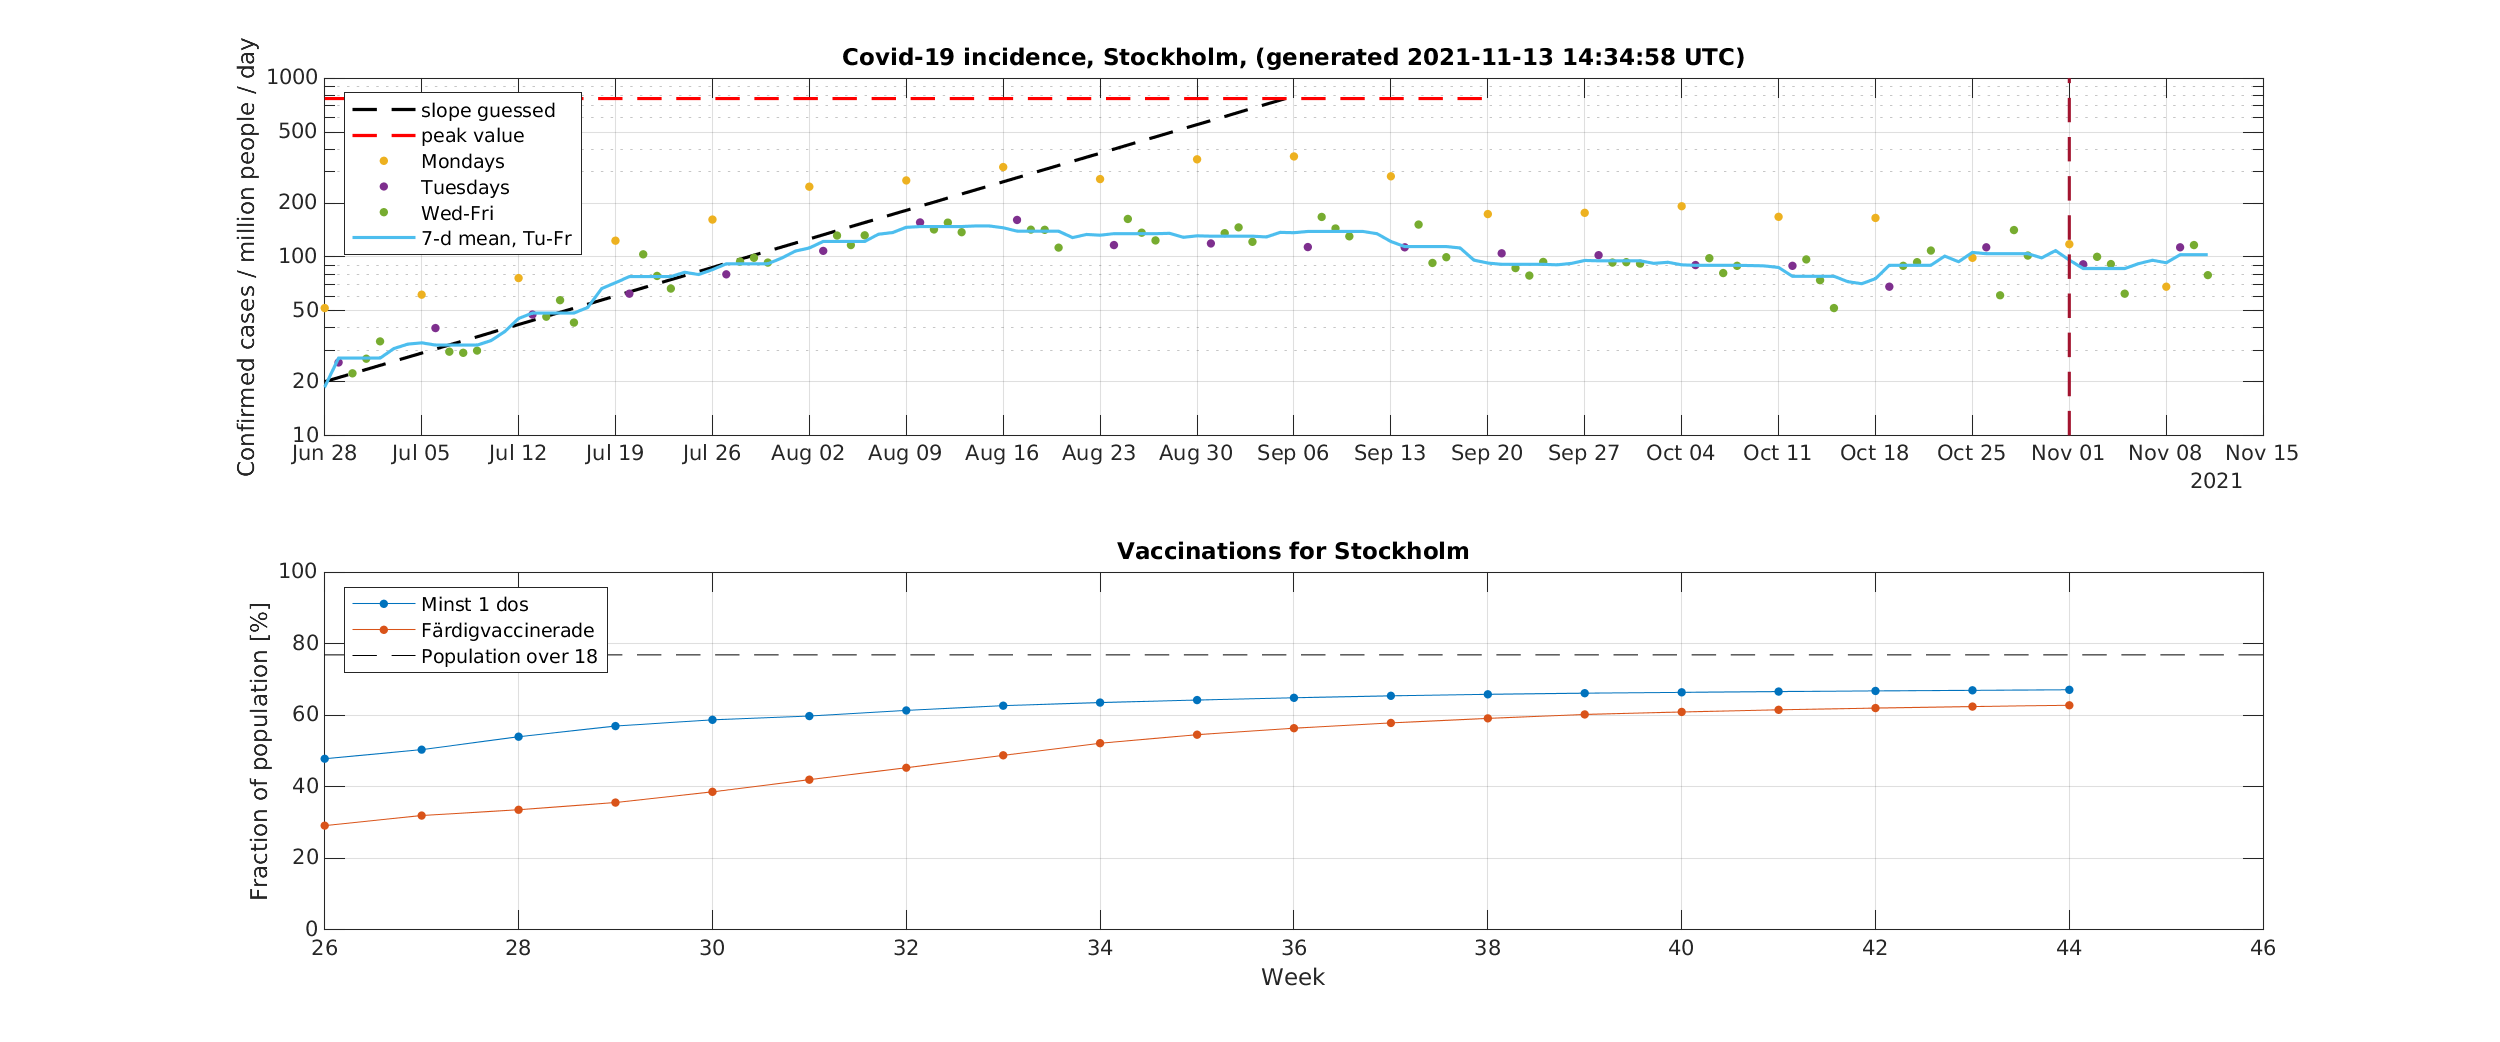 Covid-19 incidence, Stockholm, (generated 2021-11-13 14:34:58 UTC)
Confirmed cases / million people / day
1000
500
200
100
50
20
10
slope guessed
peak value
Mondays
Tuesdays
Wed-Fri
7-d mean, Tu-Fr
Jun 28 Jul 05 Jul 12 Jul 19 Jul 26 Aug 02 Aug 09 Aug 16 Aug 23 Aug 30 Sep 06 Sep 13 Sep 20 Sep 27 Oct 04 Oct 11 Oct 18 Oct 25 Nov 01 Nov 08 Nov 15
2021
Vaccinations for Stockholm
Fraction of population [%]
100
80
60
40
20
0
Minst 1 dos
Färdigvaccinerade
Population over 18
26 28 30 32 34 36 38 40 42 44 46
Week